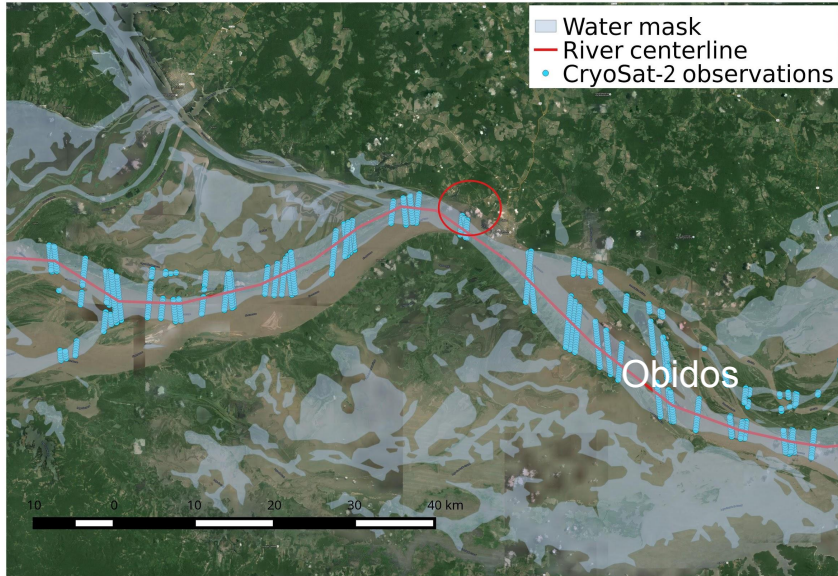 Water mask
River centerline
CryoSat-2 observations
Obidos
10 0 10 20 30 40 km